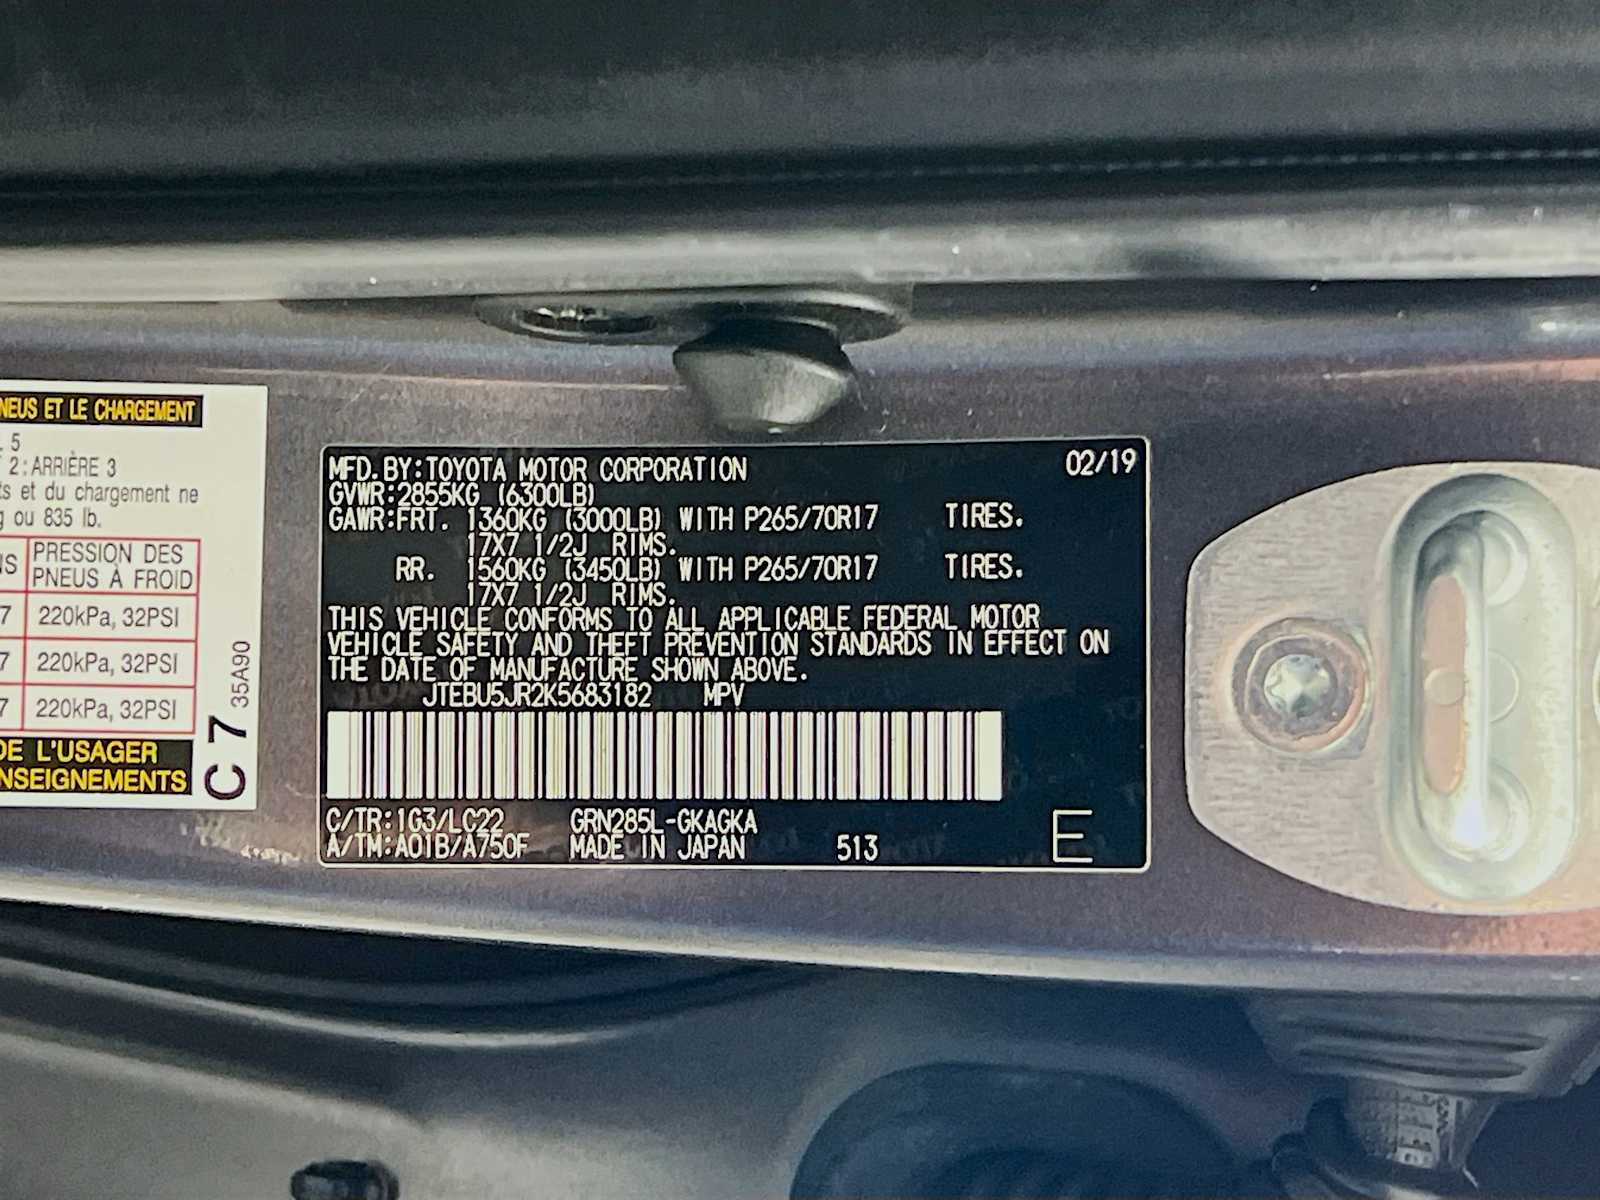 NEUS ET LE CHARGEMENT
5
2:ARRIÈRE 3
ts et du chargement ne
ou 835 lb.
NS PRESSION DES
PNEUS À FROID
7 220kPa, 32PSI
7 220kPa, 32PSI
7 220kPa, 32PSI
DE L'USAGER
NSEIGNEMENTS
C7 35A90
MFD.BY:TOYOTA MOTOR CORPORATION 02/19
GVWR:2855KG (6300LB)
GAWR:FRT. 1360KG (3000LB) WITH P265/70R17 TIRES.
17X7 1/2J RIMS.
RR. 1560KG (3450LB) WITH P265/70R17 TIRES.
17X7 1/2J RIMS.
THIS VEHICLE CONFORMS TO ALL APPLICABLE FEDERAL MOTOR
VEHICLE SAFETY AND THEFT PREVENTION STANDARDS IN EFFECT ON
THE DATE OF MANUFACTURE SHOWN ABOVE.
JTEBU5JR2K5683182 MPV
C/TR:1G3/LC22 GRN285L-GKAGKA
A/TM:A01B/A750F MADE IN JAPAN 513 E